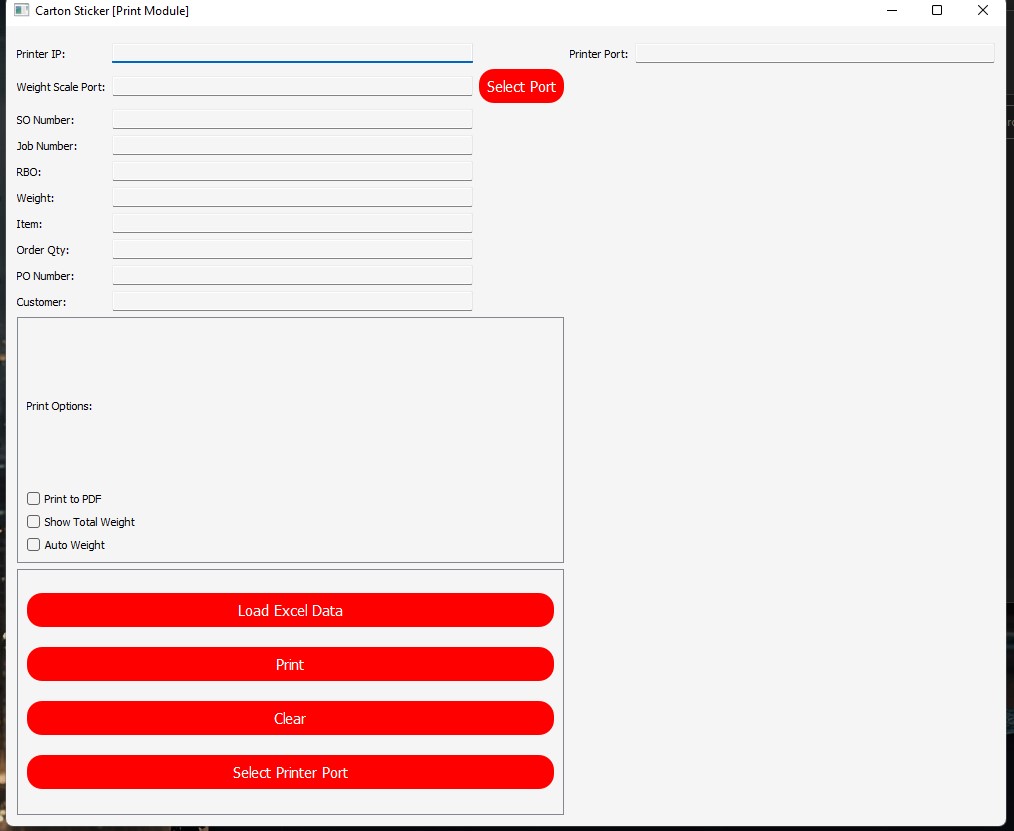 Carton Sticker [Print Module]
Printer IP:
Printer Port:
Weight Scale Port:
Select Port
SO Number:
Job Number:
RBO:
Weight:
Item:
Order Qty:
PO Number:
Customer:
Print Options:
Print to PDF
Show Total Weight
Auto Weight
Load Excel Data
Print
Clear
Select Printer Port